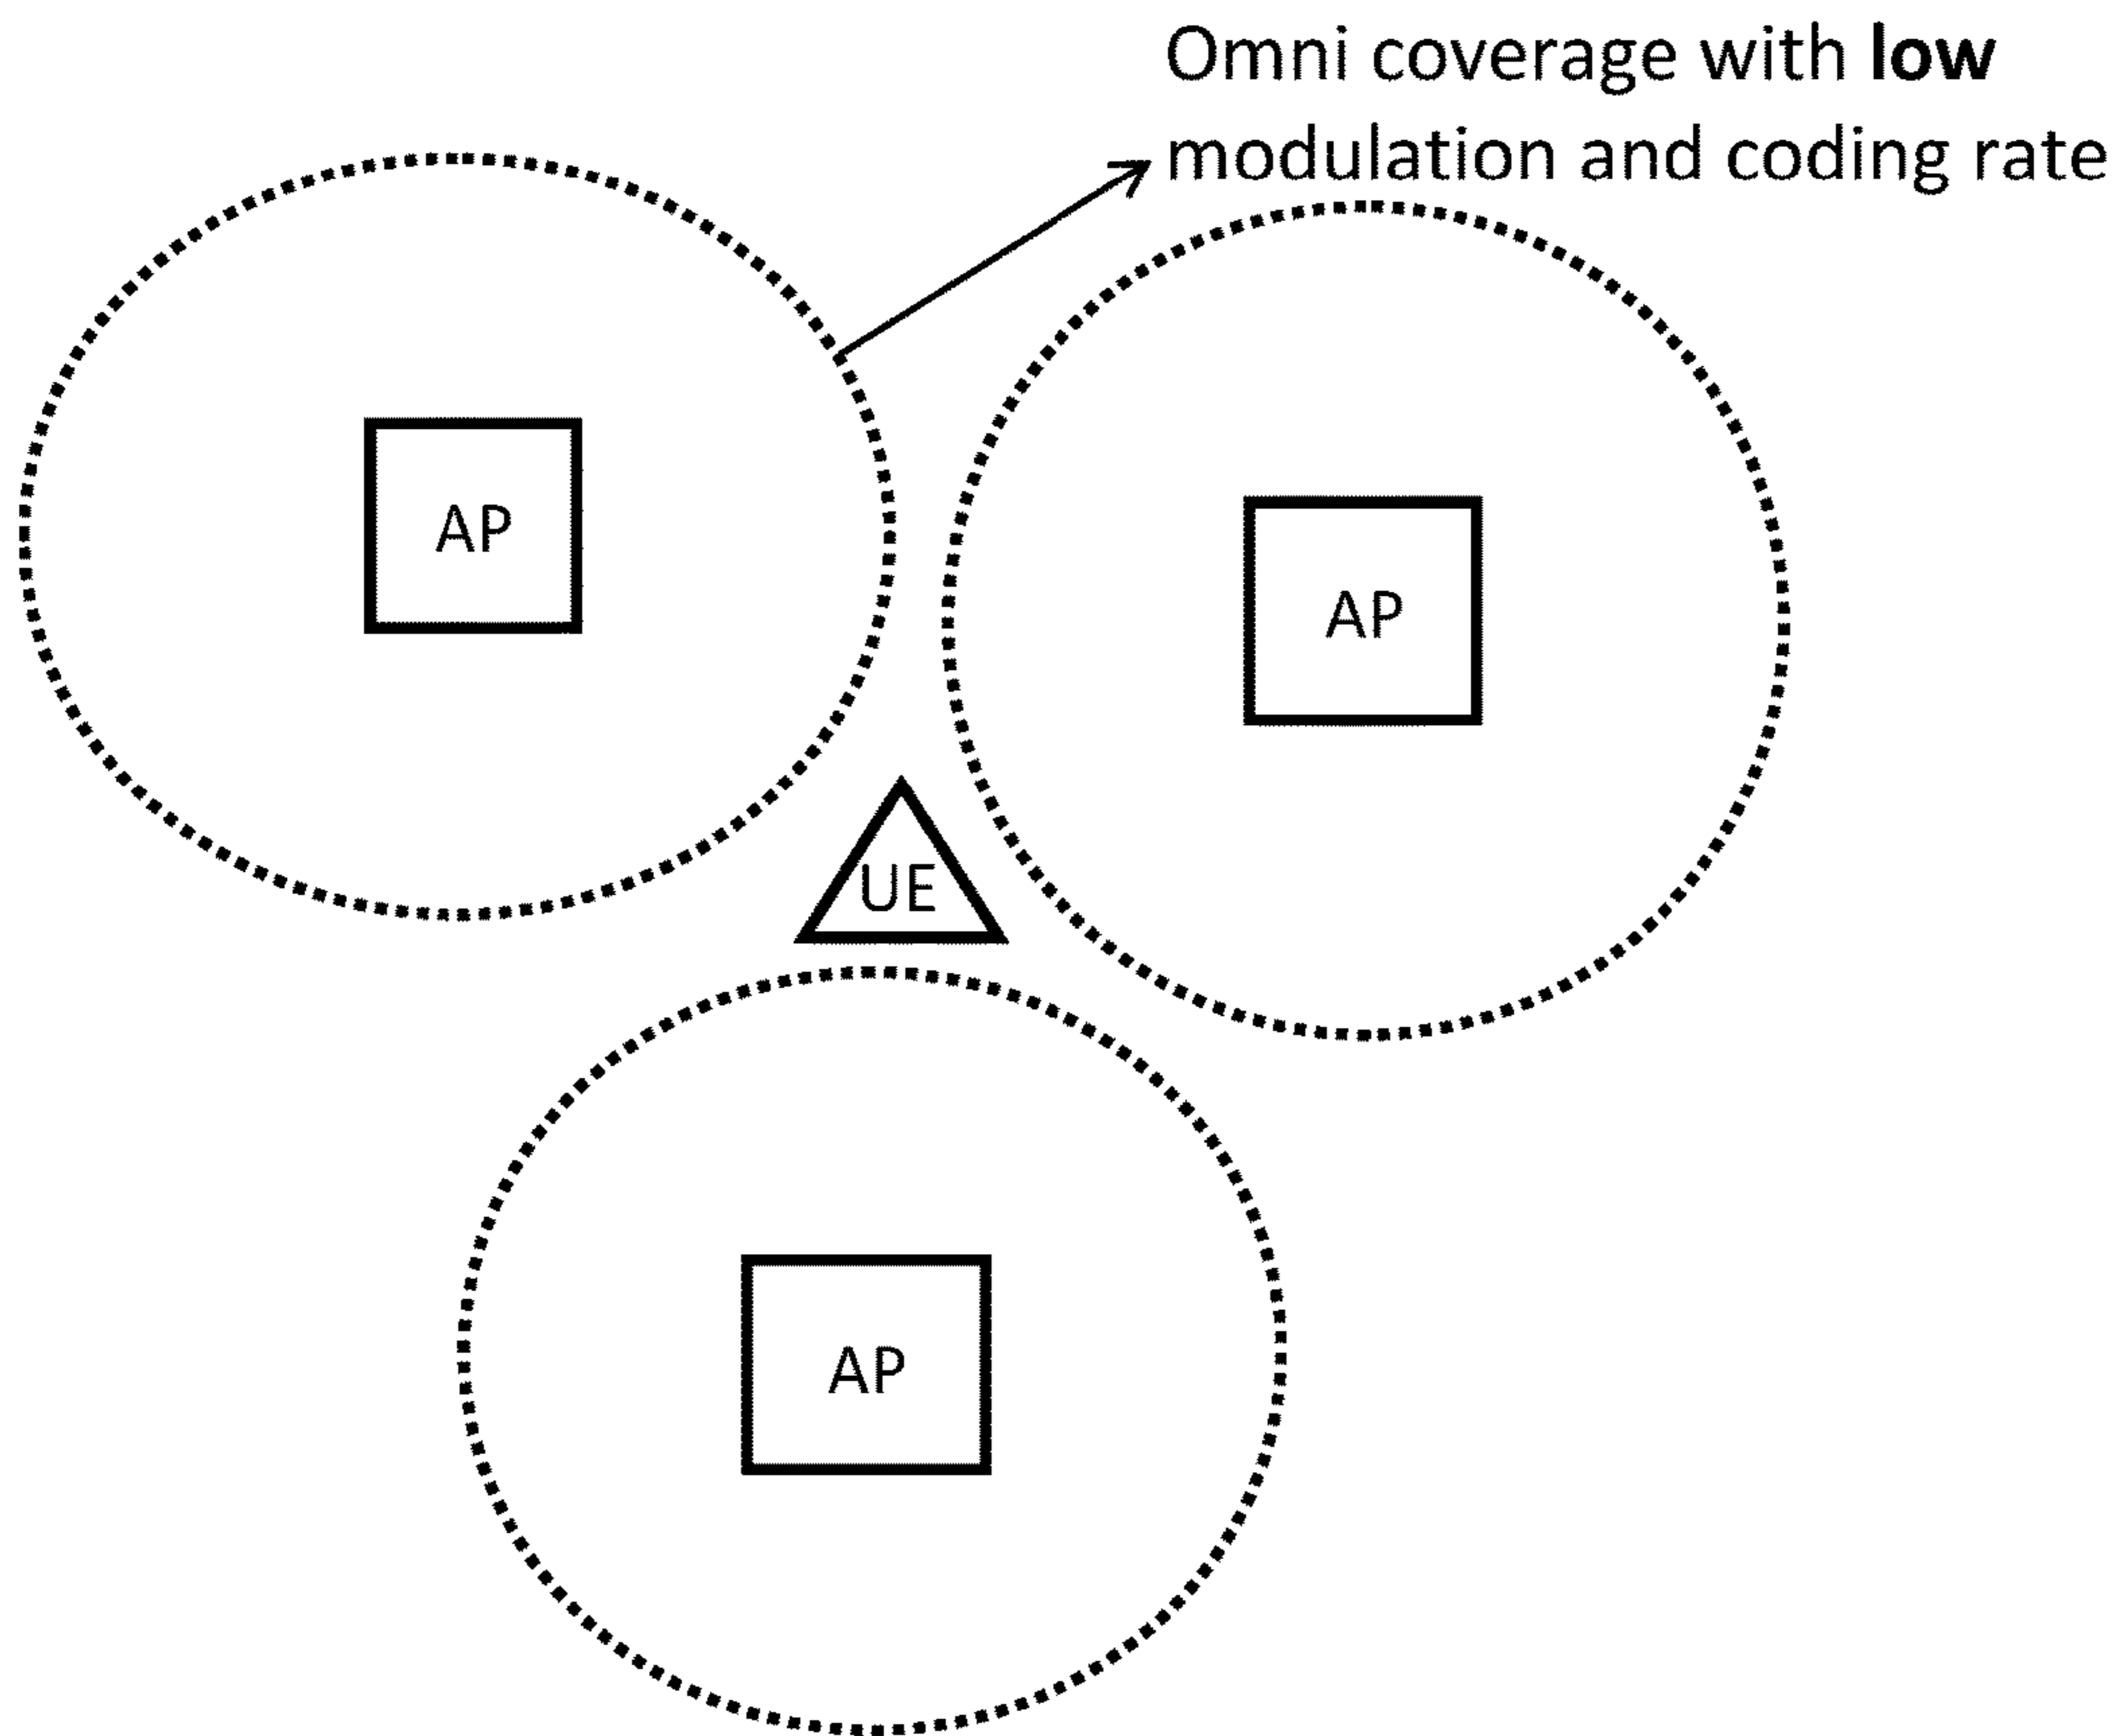 Omni coverage with low
modulation and coding rate
AP
AP
UE
AP